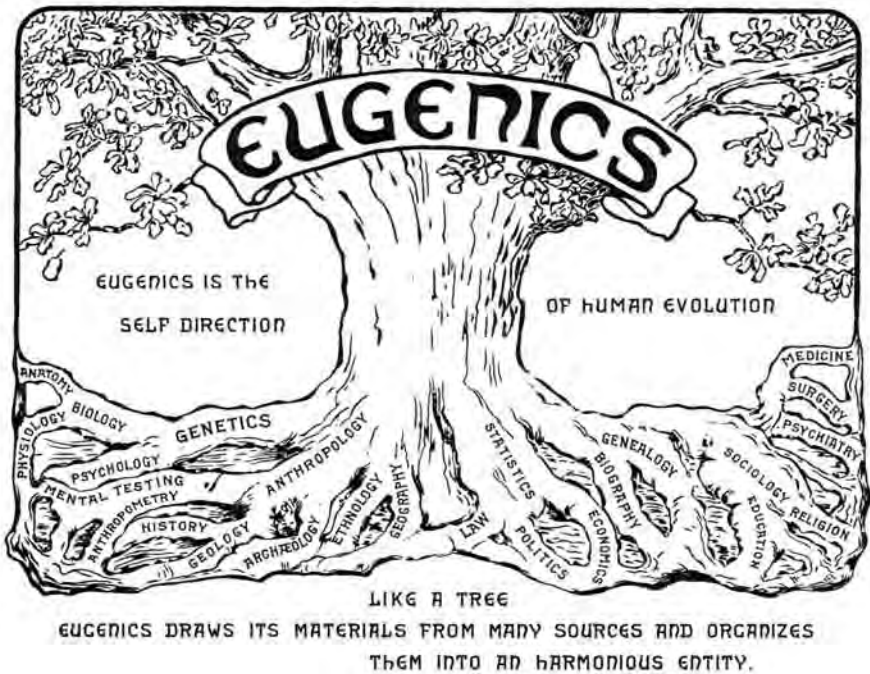 EUGENICS
EUGENICS IS THE
SELF DIRECTION
OF HUMAN EVOLUTION
ANATOMY
PHYSIOLOGY
BIOLOGY
GENETICS
PSYCHOLOGY
MENTAL TESTING
ANTHROPOMETRY
HISTORY
GEOLOGY
ANTHROPOLOGY
ARCHÆOLOGY
ETHNOLOGY
GEOGRAPHY
LAW
STATISTICS
POLITICS
ECONOMICS
BIOGRAPHY
GENEALOGY
SOCIOLOGY
EDUCATION
RELIGION
PSYCHIATRY
SURGERY
MEDICINE
LIKE A TREE
EUGENICS DRAWS ITS MATERIALS FROM MANY SOURCES AND ORGANIZES
THEM INTO AN HARMONIOUS ENTITY.